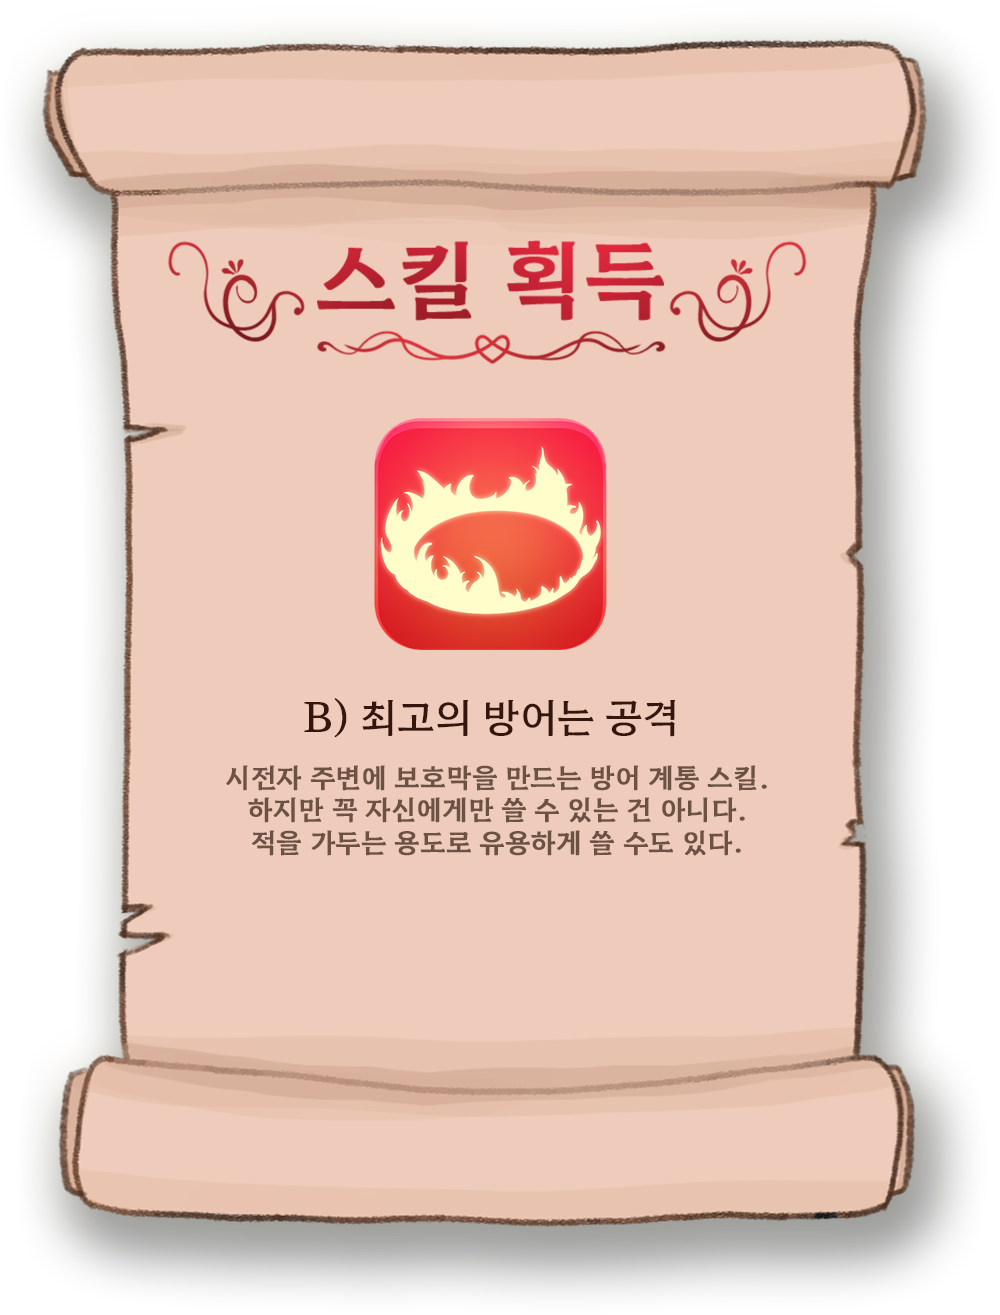 스킬 획득
B) 최고의 방어는 공격
시전자 주변에 보호막을 만드는 방어 계통 스킬.
하지만 꼭 자신에게만 쓸 수 있는 건 아니다.
적을 가두는 용도로 유용하게 쓸 수도 있다.